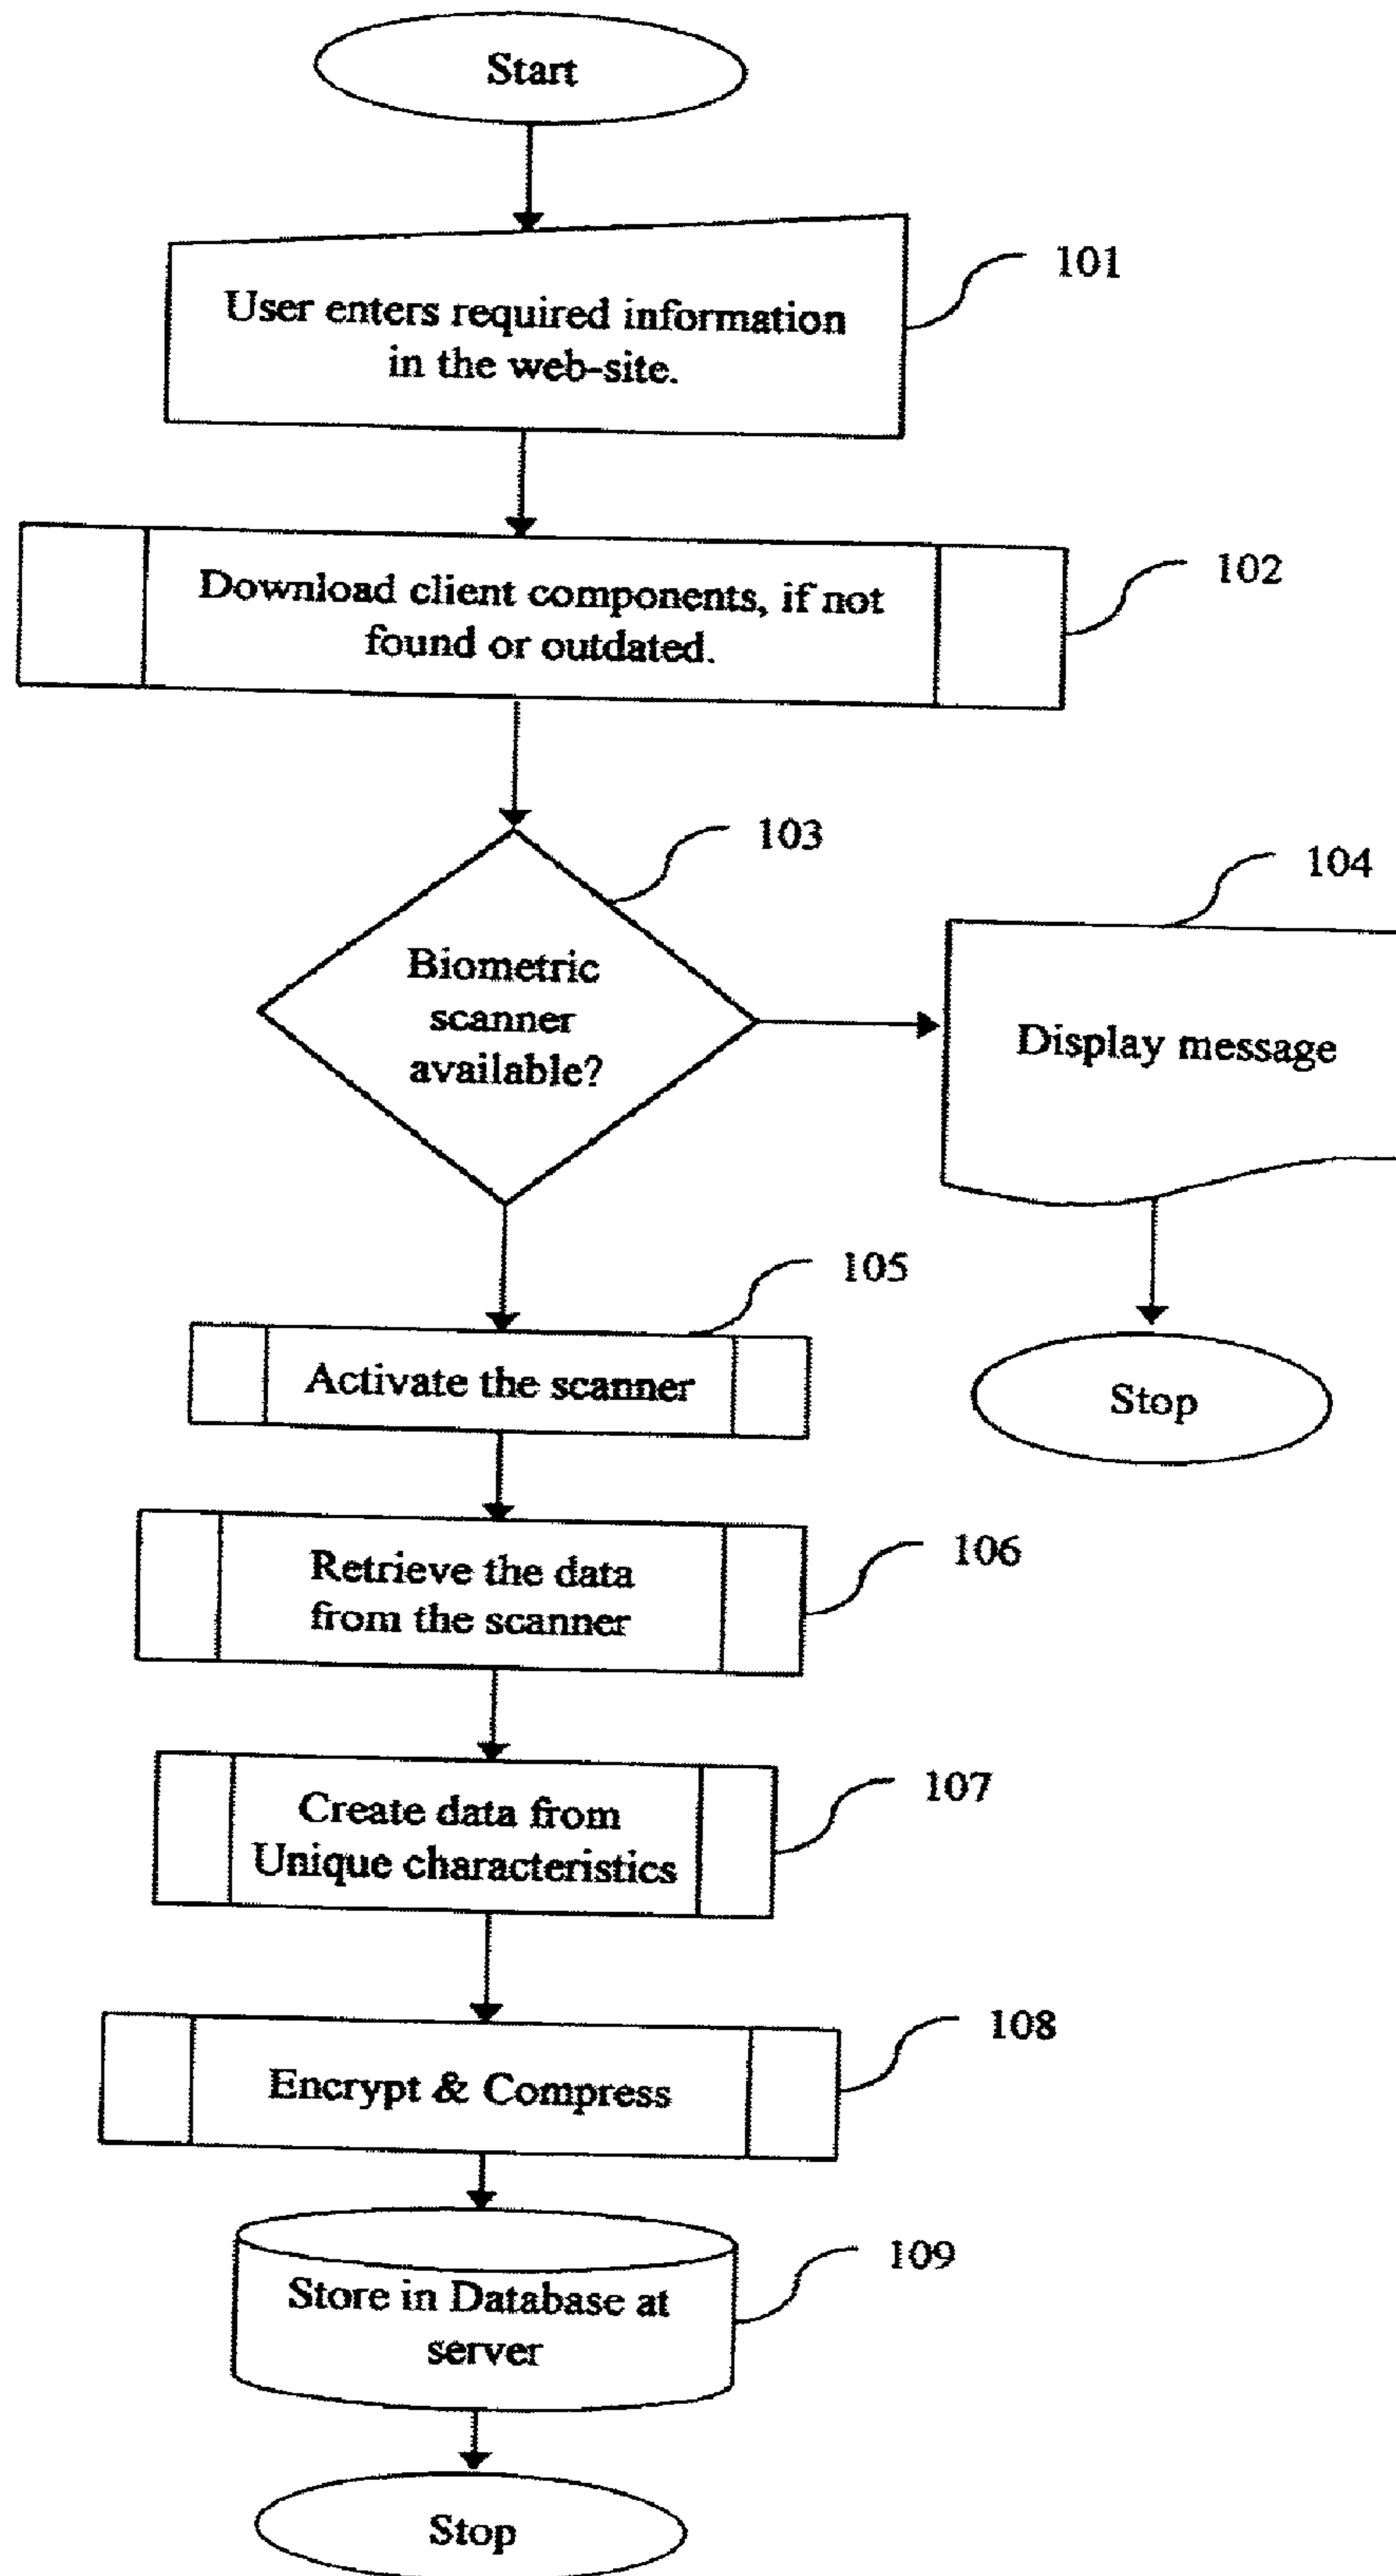 Start
101
User enters required information
in the web-site.
102
Download client components, if not
found or outdated.
103
104
Biometric
scanner
available?
Display message
105
Activate the scanner
Stop
106
Retrieve the data
from the scanner
107
Create data from
Unique characteristics
108
Encrypt & Compress
109
Store in Database at
server
Stop